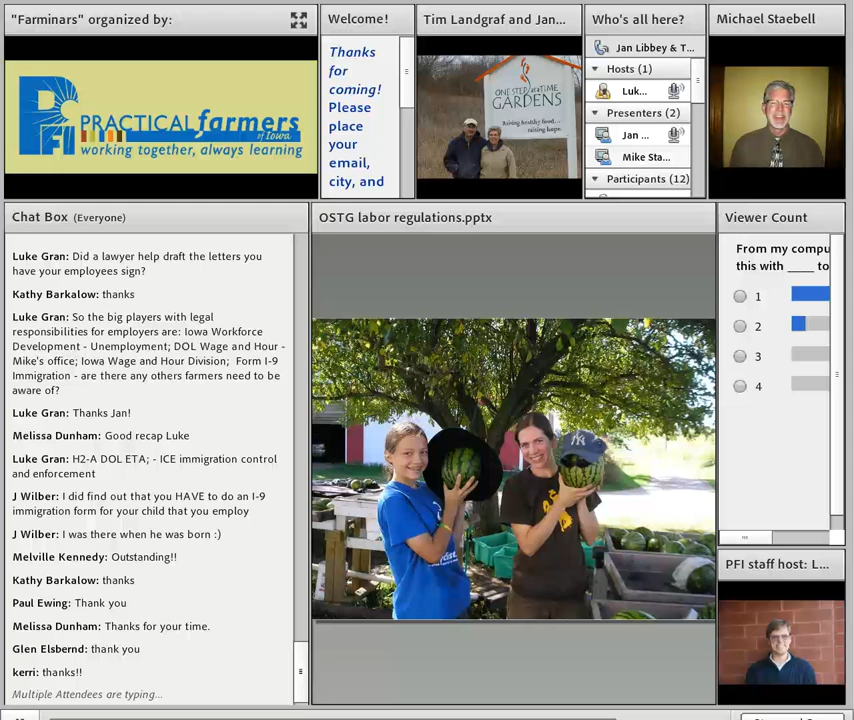 "Farminars" organized by:
PFI PRACTICAL farmers
of Iowa
working together, always learning
Welcome!
Thanks
for
coming!
Please
place
your
email,
city, and
Tim Landgraf and Jan...
ONE STEP at a TIME
GARDENS
Raising healthy food...
raising hope.
Who's all here?
Jan Libbey & T...
Hosts (1)
Luk...
Presenters (2)
Jan ...
Mike Sta...
Participants (12)
Michael Staebell
Chat Box (Everyone)
Luke Gran: Did a lawyer help draft the letters you
have your employees sign?
Kathy Barkalow: thanks
Luke Gran: So the big players with legal
responsibilities for employers are: Iowa Workforce
Development - Unemployment; DOL Wage and Hour -
Mike's office; Iowa Wage and Hour Division; Form I-9
Immigration - are there any others farmers need to be
aware of?
Luke Gran: Thanks Jan!
Melissa Dunham: Good recap Luke
Luke Gran: H2-A DOL ETA; - ICE immigration control
and enforcement
J Wilber: I did find out that you HAVE to do an I-9
immigration form for your child that you employ
J Wilber: I was there when he was born :)
Melville Kennedy: Outstanding!!
Kathy Barkalow: thanks
Paul Ewing: Thank you
Melissa Dunham: Thanks for your time.
Glen Elsbernd: thank you
kerri: thanks!!
Multiple Attendees are typing...
OSTG labor regulations.pptx
Viewer Count
From my compu
this with ____ to
1
2
3
4
PFI staff host: L...